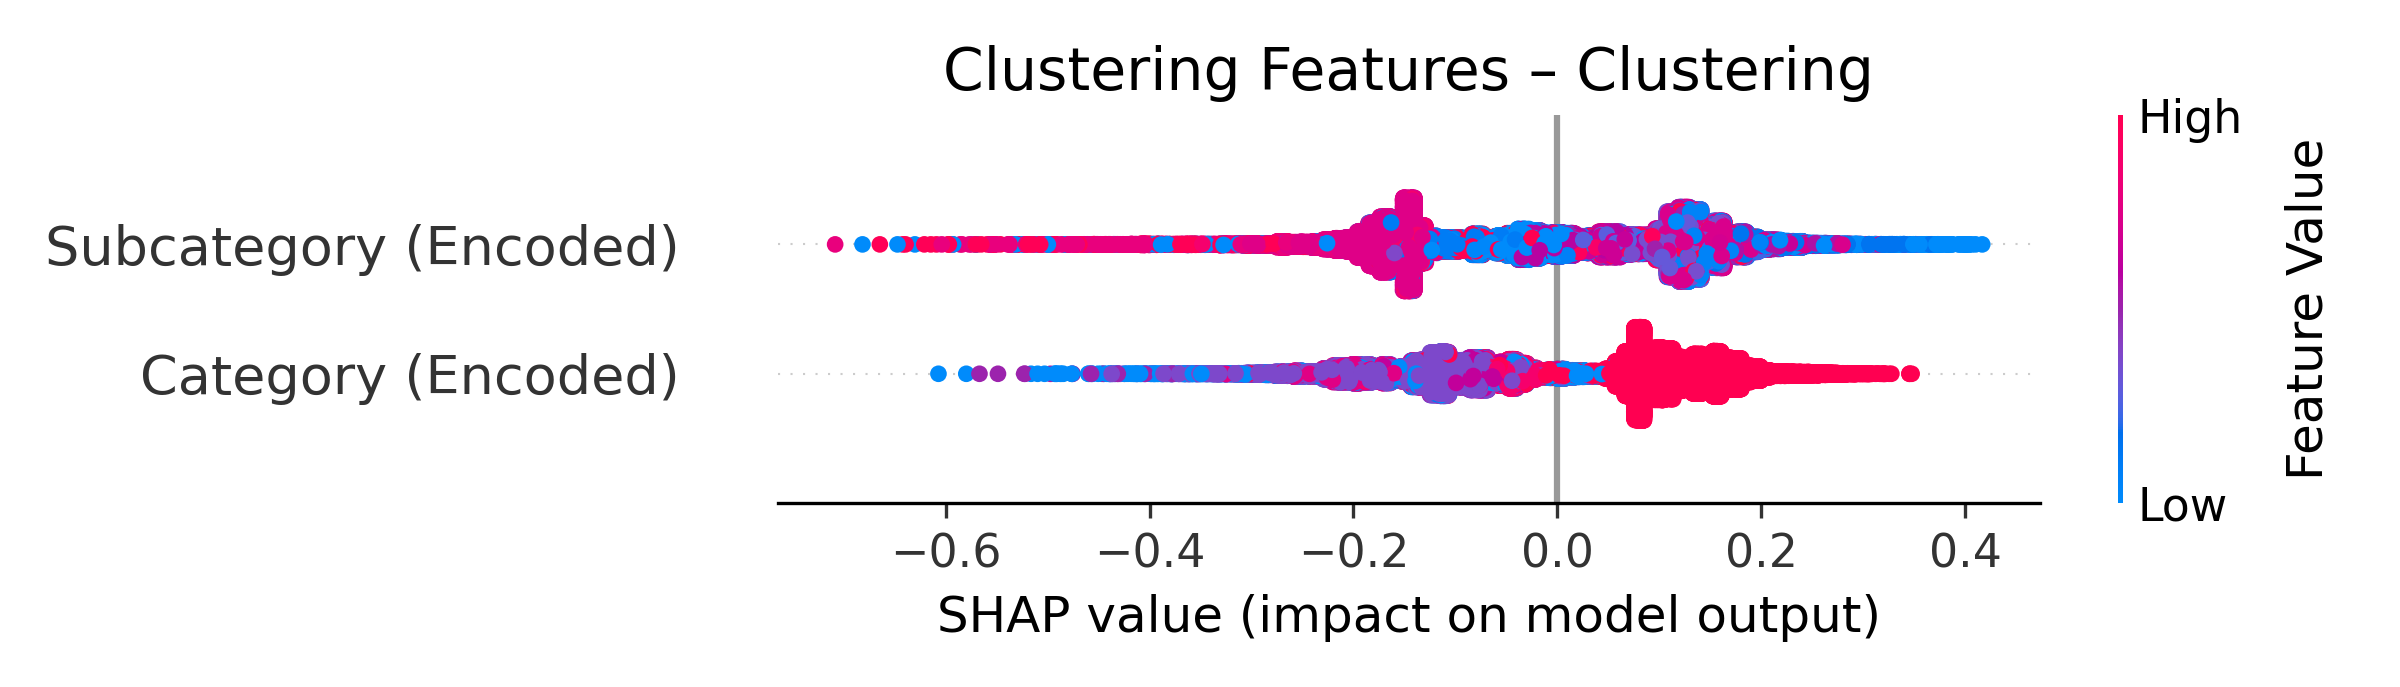 Clustering Features – Clustering
High
Subcategory (Encoded)
Category (Encoded)
Feature Value
Low
−0.6 −0.4 −0.2 0.0 0.2 0.4
SHAP value (impact on model output)